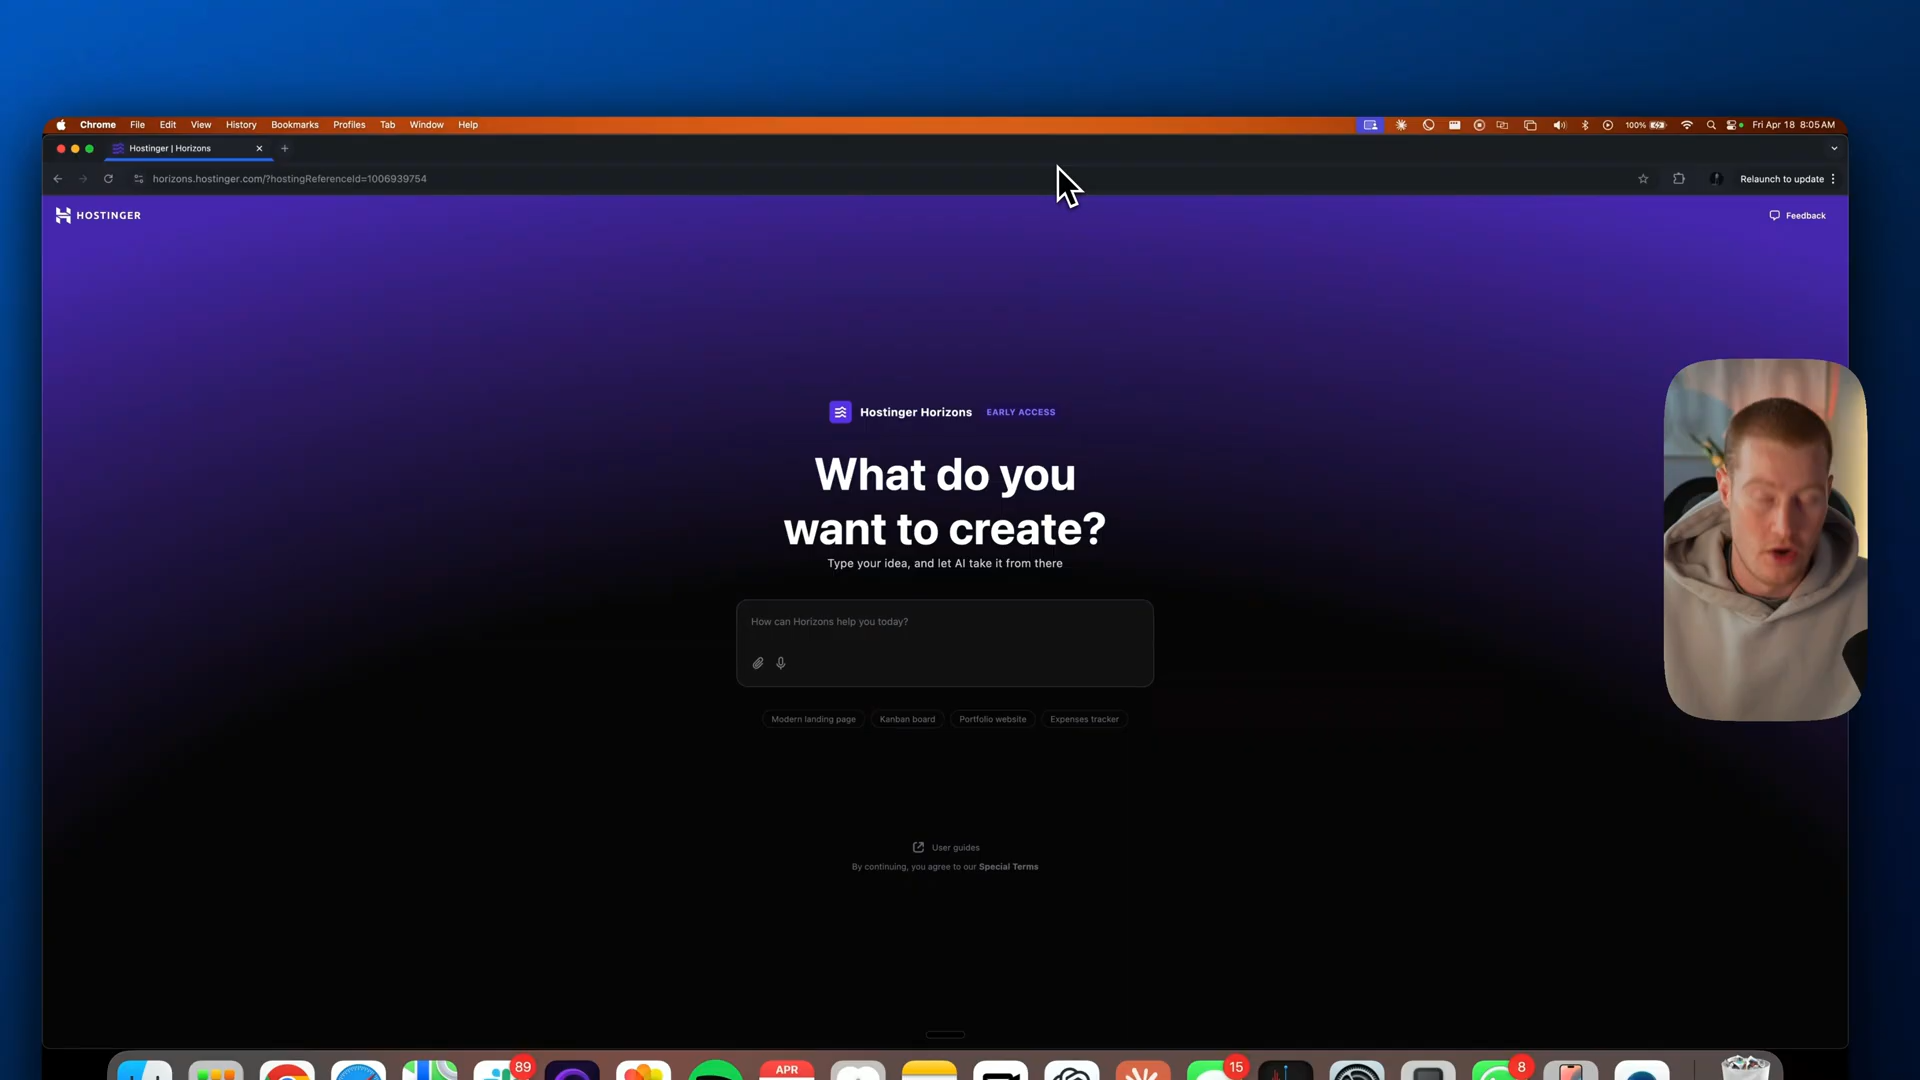 Chrome File Edit View History Bookmarks Profiles Tab Window Help 100% Fri Apr 18 8:05 AM
Hostinger | Horizons
horizons.hostinger.com/?hostingReferenceId=1006939754 Relaunch to update
HOSTINGER Feedback
Hostinger Horizons EARLY ACCESS
What do you
want to create?
Type your idea, and let AI take it from there
How can Horizons help you today?
Modern landing page Kanban board Portfolio website Expenses tracker
User guides
By continuing, you agree to our Special Terms
89 APR 15 8